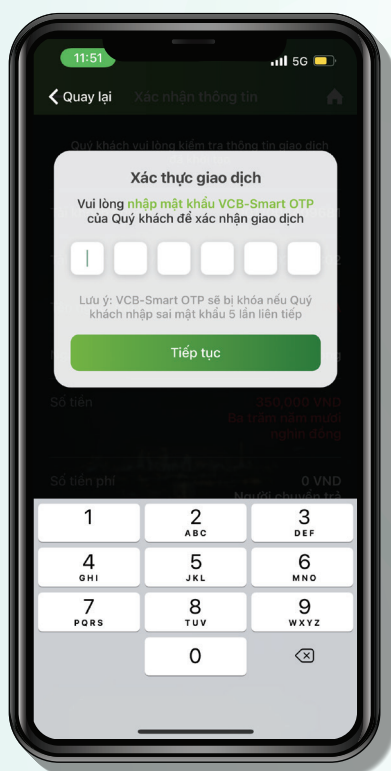 11:51
5G
Quay lại
Xác nhận thông tin
Quý khách vui lòng kiểm tra thông tin giao dịch
Xác thực giao dịch
Vui lòng nhập mật khẩu VCB-Smart OTP
của Quý khách để xác nhận giao dịch
Lưu ý: VCB-Smart OTP sẽ bị khóa nếu Quý
khách nhập sai mật khẩu 5 lần liên tiếp
Tiếp tục
Số tiền
350,000 VND
Ba trăm năm mươi
nghìn đồng
Số tiền phí
0 VND
Người chuyển trả
1
2
ABC
3
DEF
4
GHI
5
JKL
6
MNO
7
PQRS
8
TUV
9
WXYZ
0